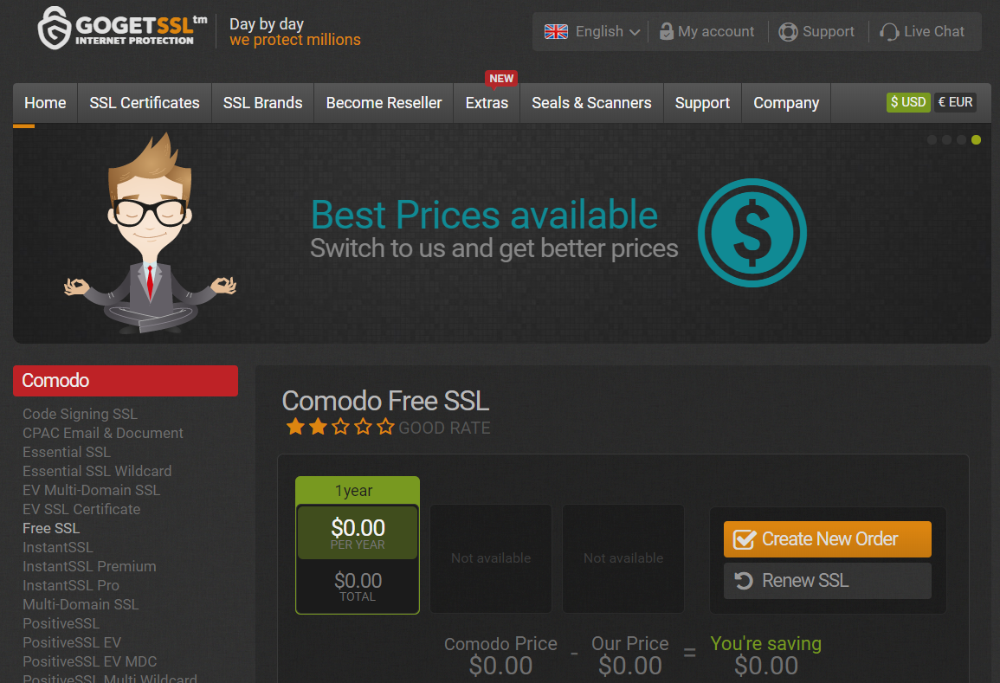 GOGETSSL tm
INTERNET PROTECTION
Day by day
we protect millions
English
My account
Support
Live Chat
NEW
Home
SSL Certificates
SSL Brands
Become Reseller
Extras
Seals & Scanners
Support
Company
$ USD
€ EUR
Best Prices available
Switch to us and get better prices
$
Comodo
Code Signing SSL
CPAC Email & Document
Essential SSL
Essential SSL Wildcard
EV Multi-Domain SSL
EV SSL Certificate
Free SSL
InstantSSL
InstantSSL Premium
InstantSSL Pro
Multi-Domain SSL
PositiveSSL
PositiveSSL EV
PositiveSSL EV MDC
PositiveSSL Multi Wildcard
Comodo Free SSL
GOOD RATE
1year
$0.00
PER YEAR
$0.00
TOTAL
Not available
Not available
Create New Order
Renew SSL
Comodo Price - Our Price = You're saving
$0.00 $0.00 $0.00